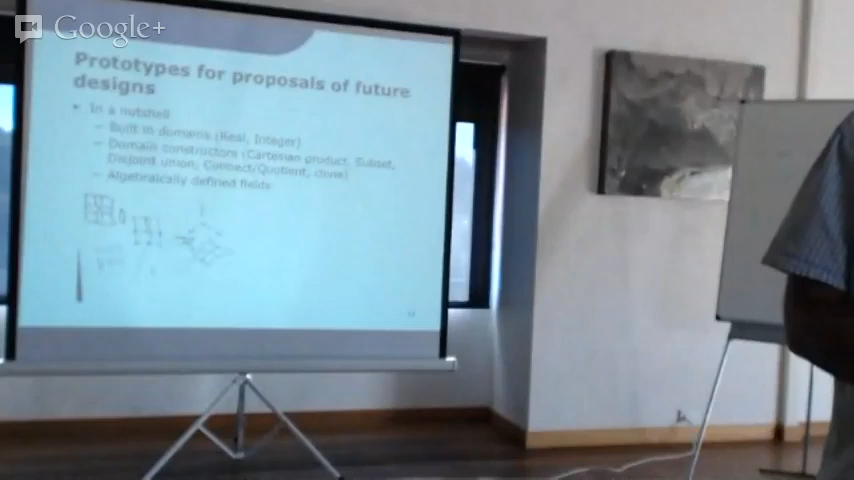 Google+
Prototypes for proposals of future
designs
• In a nutshell
– Built in domains (Real, Integer)
– Domain constructors (Cartesian product, Subset,
Disjoint union, Connect/Quotient, clone)
– Algebraically defined fields